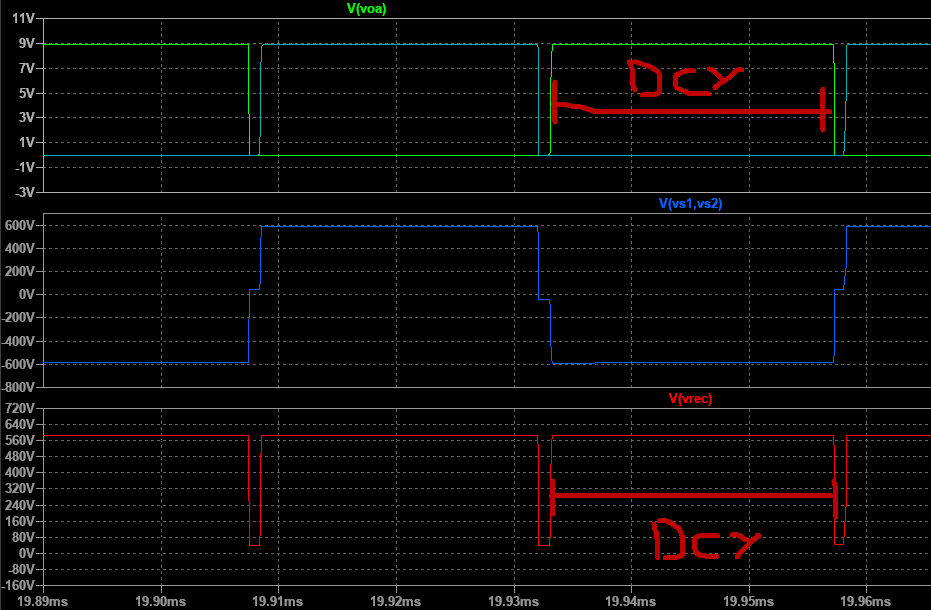 V(voa)
11V
9V
7V
5V
3V
1V
-1V
-3V
DCY
V(vs1,vs2)
600V
400V
200V
0V
-200V
-400V
-600V
-800V
V(vrec)
720V
640V
560V
480V
400V
320V
240V
160V
80V
0V
-80V
-160V
DCY
19.89ms 19.90ms 19.91ms 19.92ms 19.93ms 19.94ms 19.95ms 19.96ms